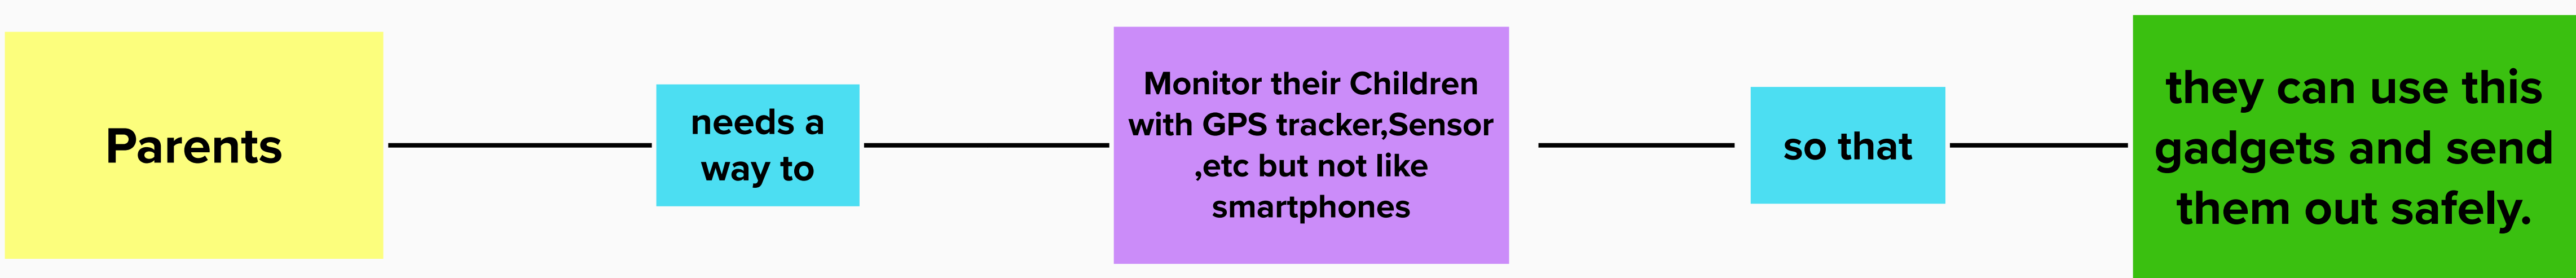 Parents
needs a
way to
Monitor their Children
with GPS tracker,Sensor
,etc but not like
smartphones
so that
they can use this
gadgets and send
them out safely.